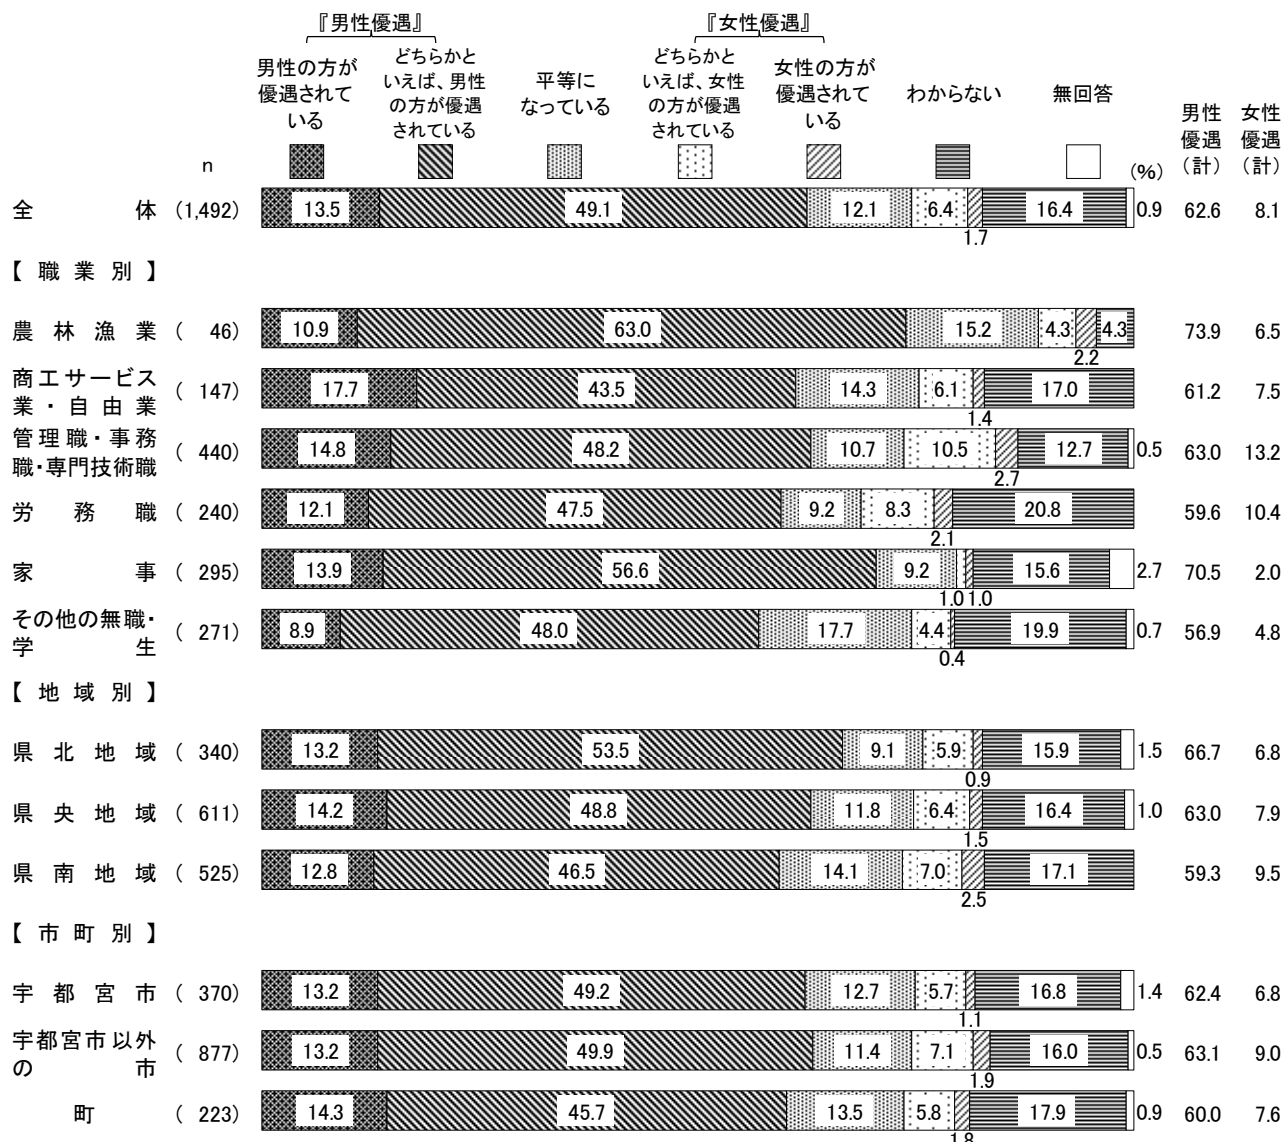 『男性優遇』 『女性優遇』
男性の方が
優遇されて
いる
どちらかと
いえば、男性
の方が優遇
されている
平等に
なっている
どちらかと
いえば、女性
の方が優遇
されている
女性の方が
優遇されて
いる
わからない
無回答
男性
優遇
(計)
女性
優遇
(計)
n (%)
全体 (1,492) 13.5 49.1 12.1 6.4 1.7 16.4 0.9 62.6 8.1
【職業別】
農林漁業 ( 46) 10.9 63.0 15.2 4.3 2.2 4.3 73.9 6.5
商工サービス
業・自由業 ( 147) 17.7 43.5 14.3 6.1 1.4 17.0 61.2 7.5
管理職・事務
職・専門技術職 ( 440) 14.8 48.2 10.7 10.5 2.7 12.7 0.5 63.0 13.2
労務職 ( 240) 12.1 47.5 9.2 8.3 2.1 20.8 59.6 10.4
家事 ( 295) 13.9 56.6 9.2 1.0 1.0 15.6 2.7 70.5 2.0
その他の無職・
学生 ( 271) 8.9 48.0 17.7 4.4 0.4 19.9 0.7 56.9 4.8
【地域別】
県北地域 ( 340) 13.2 53.5 9.1 5.9 0.9 15.9 1.5 66.7 6.8
県央地域 ( 611) 14.2 48.8 11.8 6.4 1.5 16.4 1.0 63.0 7.9
県南地域 ( 525) 12.8 46.5 14.1 7.0 2.5 17.1 59.3 9.5
【市町別】
宇都宮市 ( 370) 13.2 49.2 12.7 5.7 1.1 16.8 1.4 62.4 6.8
宇都宮市以外
の市 ( 877) 13.2 49.9 11.4 7.1 1.9 16.0 0.5 63.1 9.0
町 ( 223) 14.3 45.7 13.5 5.8 1.8 17.9 0.9 60.0 7.6